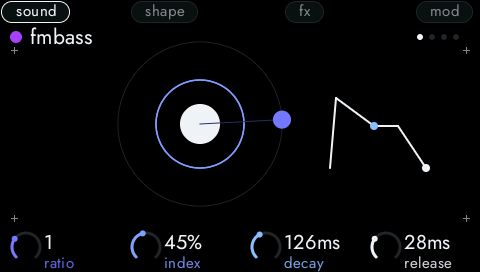 sound shape fx mod
fmbass
1 45% 126ms 28ms
ratio index decay release